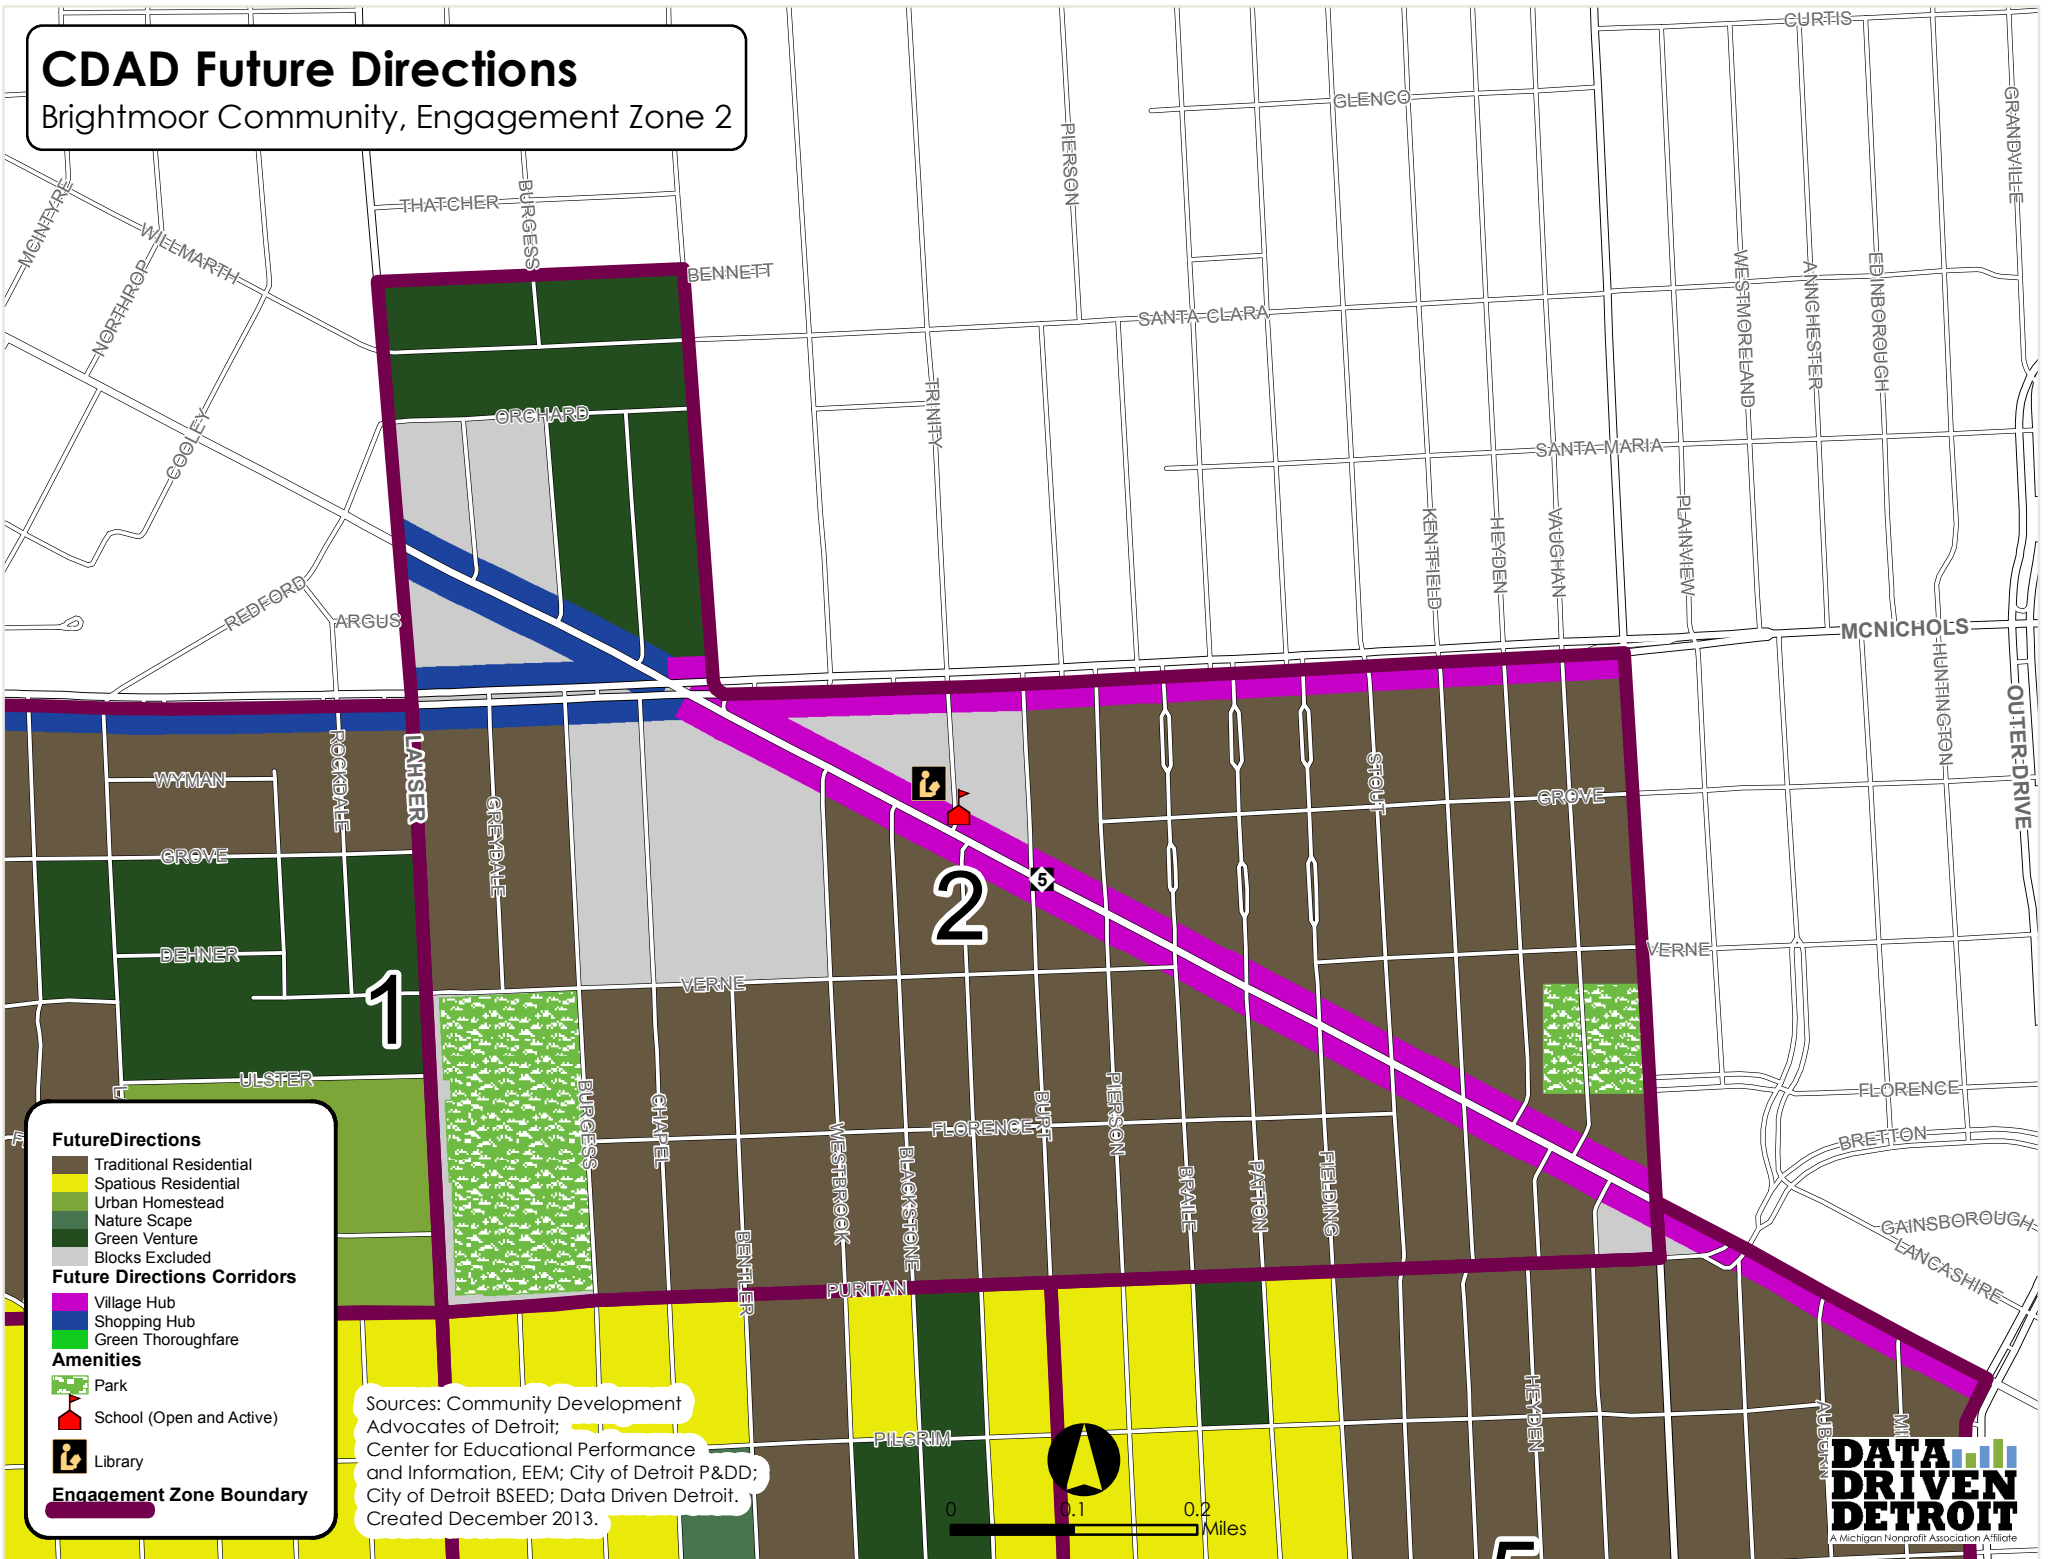 CDAD Future Directions
Brightmoor Community, Engagement Zone 2
CURTIS
GLENCO
GRANDVILLE
PIERSON
MCINTYRE
WILLMARTH
THATCHER
BURGESS
NORTHROP
BENNETT
SANTA CLARA
WESTMORELAND
ANNCHESTER
EDINBOROUGH
COOLEY
ORCHARD
TRINITY
SANTA MARIA
KENTFIELD
HEYDEN
VAUGHAN
PLAINVIEW
REDFORD
ARGUS
MCNICHOLS
HUNTINGTON
OUTER DRIVE
LAHSER
ROCKDALE
WYMAN
GREYDALE
STOUT
GROVE
GROVE
2
5
DEHNER
VERNE
VERNE
1
ULSTER
FLORENCE
FLORENCE
BRETTON
BURGESS
CHAPEL
WESTBROOK
BLACKSTONE
BURT
PIERSON
BRAILE
PATTON
FIELDING
BENTLER
GAINSBOROUGH
LANCASHIRE
PURITAN
PILGRIM
HEYDEN
AUBURN
FutureDirections
Traditional Residential
Spatious Residential
Urban Homestead
Nature Scape
Green Venture
Blocks Excluded
Future Directions Corridors
Village Hub
Shopping Hub
Green Thoroughfare
Amenities
Park
School (Open and Active)
Library
Engagement Zone Boundary
Sources: Community Development
Advocates of Detroit;
Center for Educational Performance
and Information, EEM; City of Detroit P&DD;
City of Detroit BSEED; Data Driven Detroit.
Created December 2013.
0 0.1 0.2
Miles
5
DATA
DRIVEN
DETROIT
A Michigan Nonprofit Association Affiliate